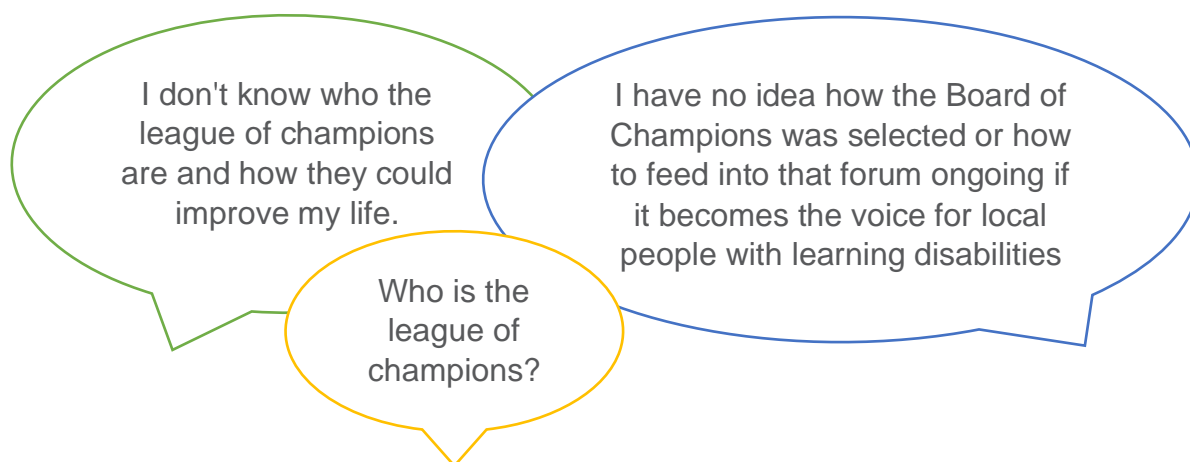 I don't know who the
league of champions
are and how they could
improve my life.
I have no idea how the Board of
Champions was selected or how
to feed into that forum ongoing if
it becomes the voice for local
people with learning disabilities
Who is the
league of
champions?